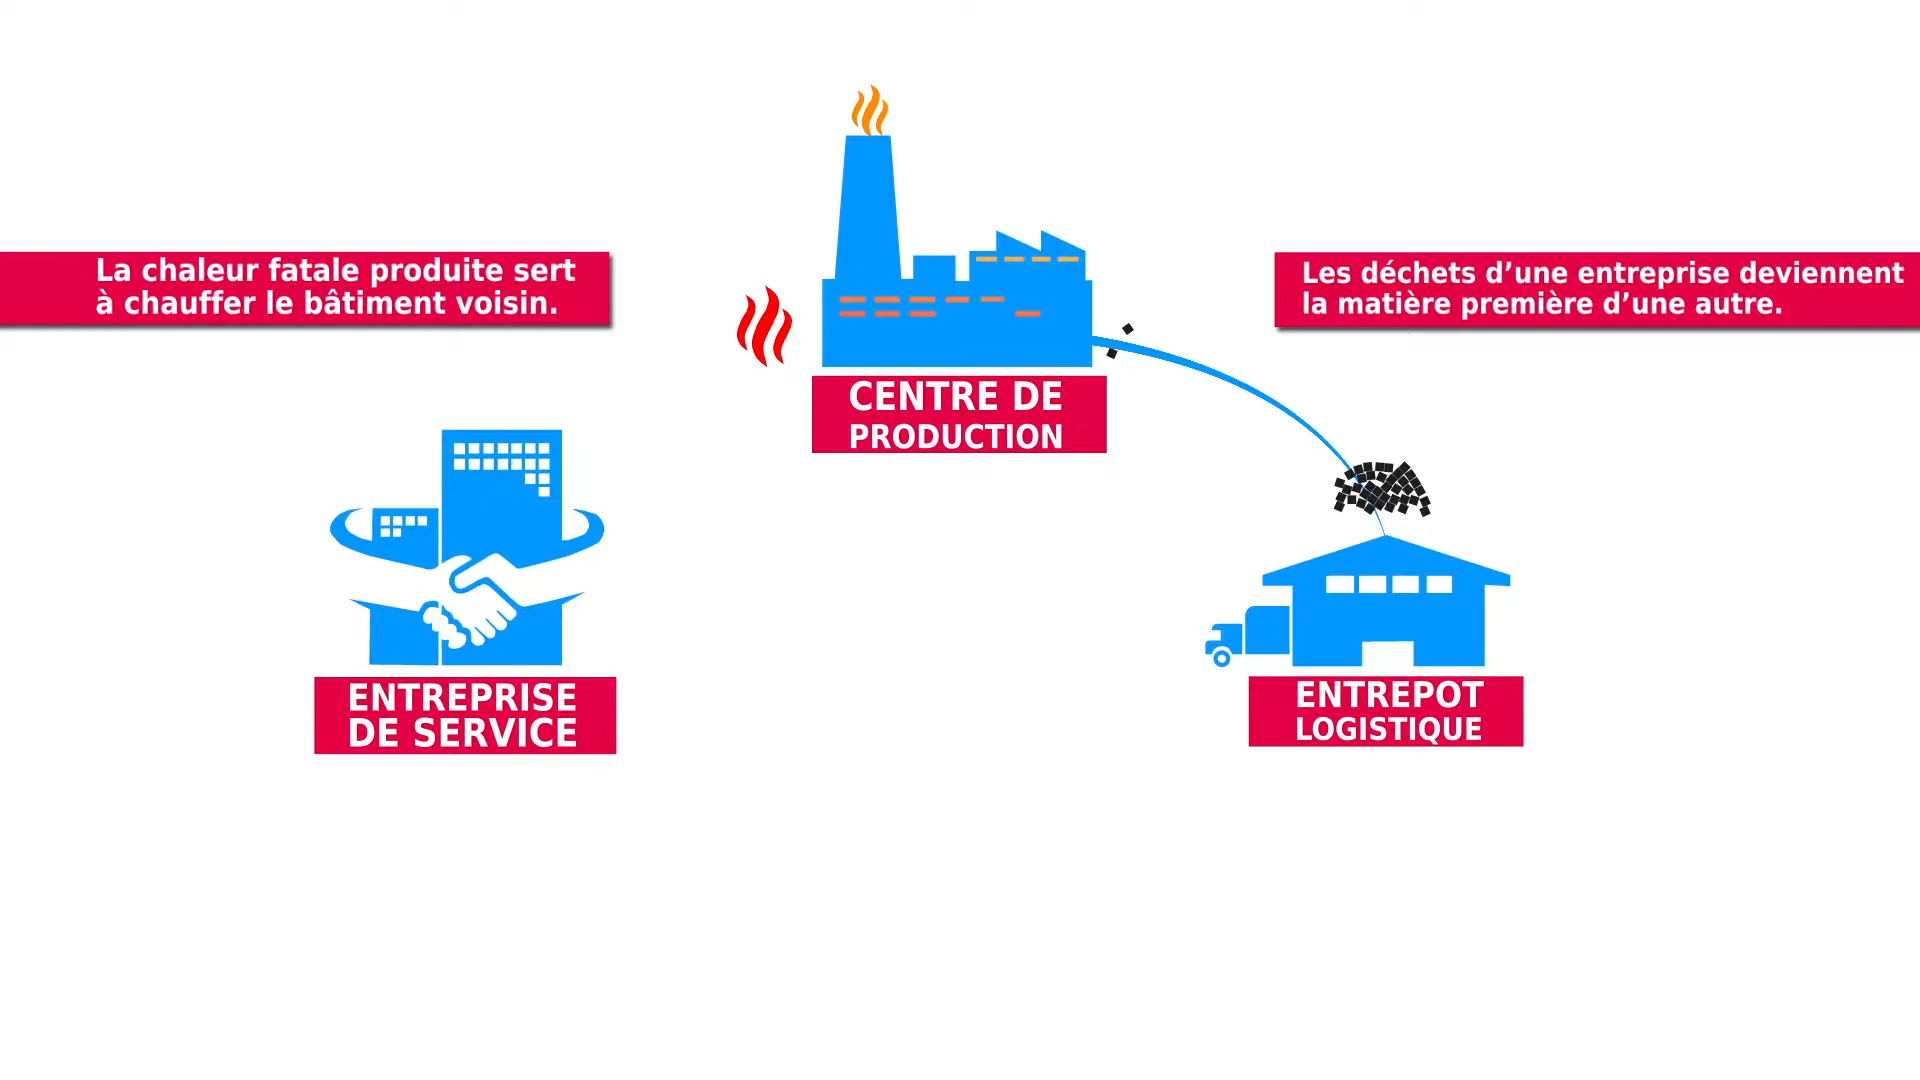 La chaleur fatale produite sert
à chauffer le bâtiment voisin.
Les déchets d’une entreprise deviennent
la matière première d’une autre.
CENTRE DE
PRODUCTION
ENTREPRISE
DE SERVICE
ENTREPOT
LOGISTIQUE